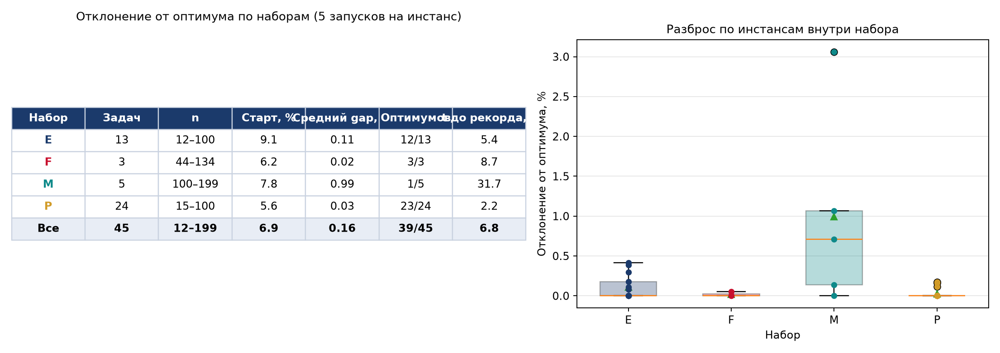 Отклонение от оптимума по наборам (5 запусков на инстанс)
Набор Задач n Старт, % Средний gap, Оптимумов до рекорда,
E 13 12–100 9.1 0.11 12/13 5.4
F 3 44–134 6.2 0.02 3/3 8.7
M 5 100–199 7.8 0.99 1/5 31.7
P 24 15–100 5.6 0.03 23/24 2.2
Все 45 12–199 6.9 0.16 39/45 6.8
Разброс по инстансам внутри набора
Отклонение от оптимума, %
3.0
2.5
2.0
1.5
1.0
0.5
0.0
E F M P
Набор